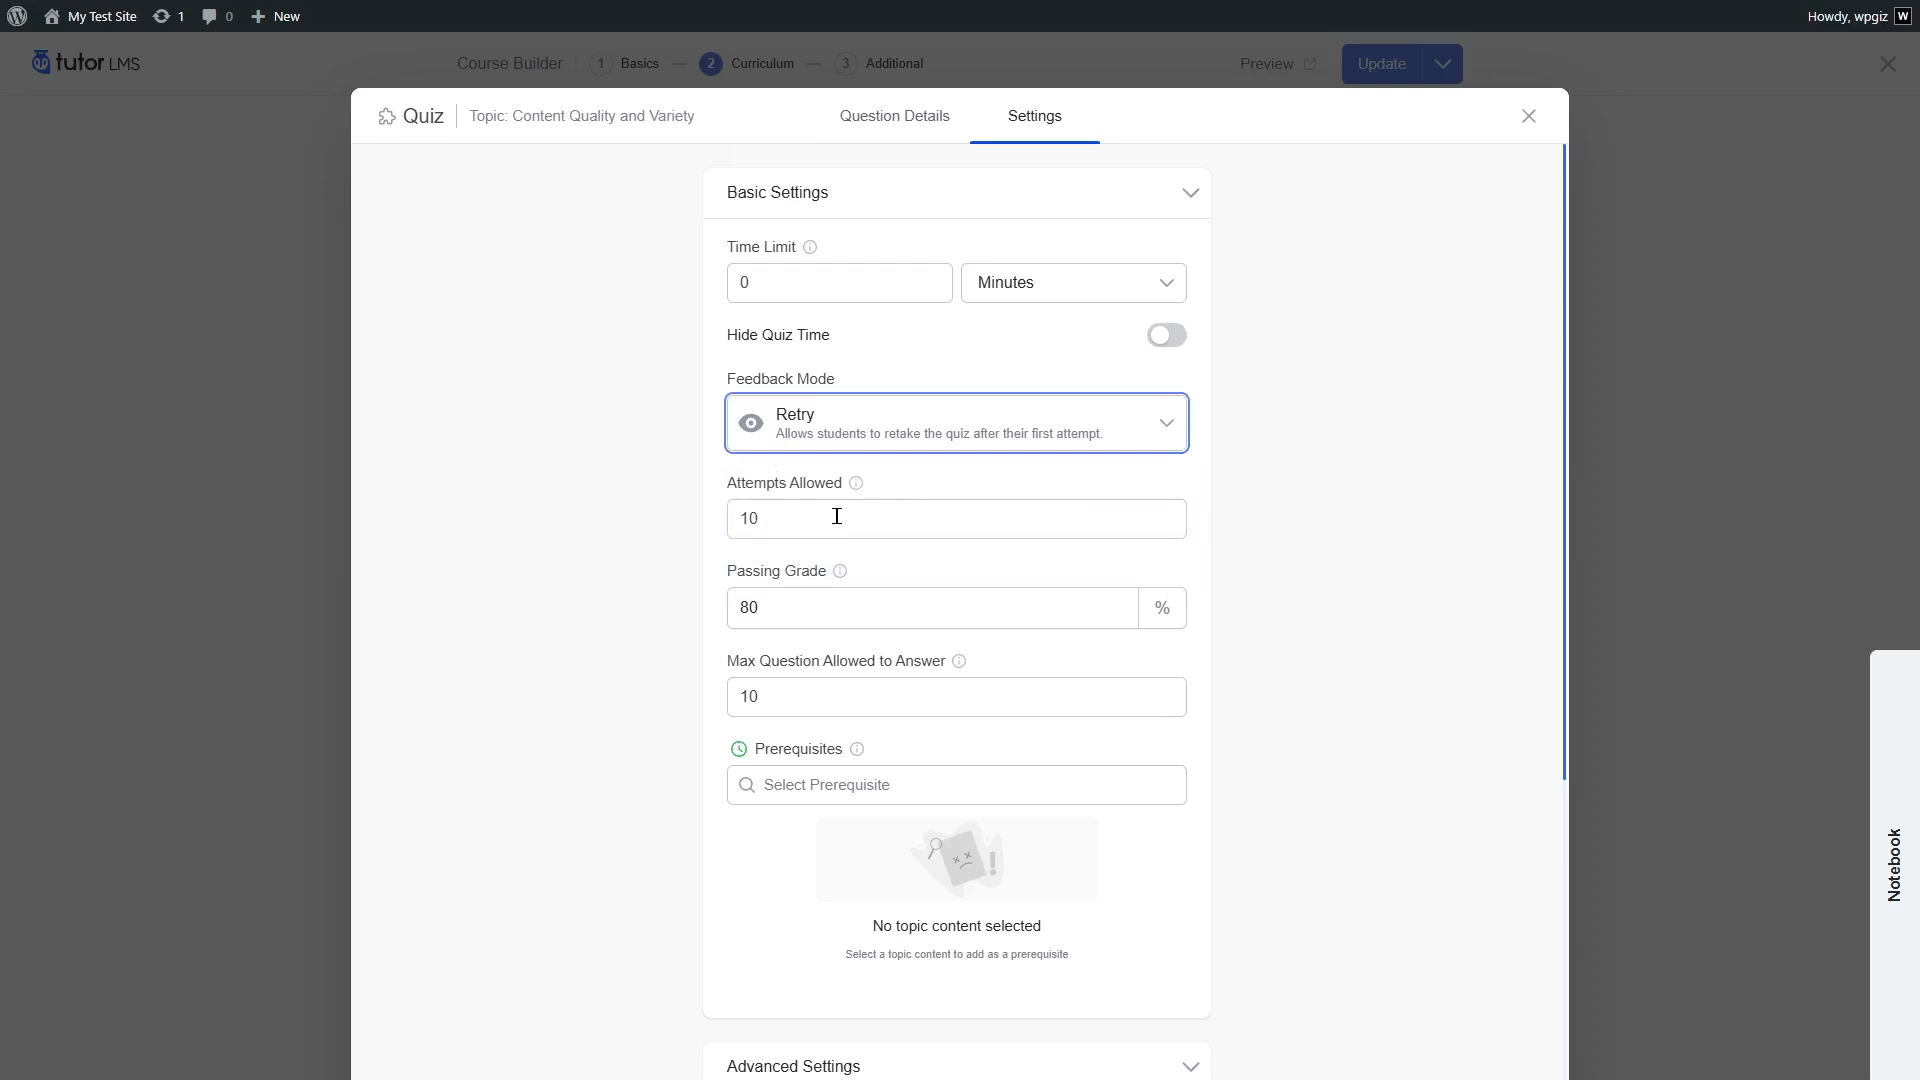 My Test Site 1 0 New Howdy, wpgiz W
tutor LMS Course Builder 1 Basics 2 Curriculum 3 Additional Preview Update
Quiz Topic: Content Quality and Variety Question Details Settings
Basic Settings
Time Limit
0 Minutes
Hide Quiz Time
Feedback Mode
Retry
Allows students to retake the quiz after their first attempt.
Attempts Allowed
10
Passing Grade
80 %
Max Question Allowed to Answer
10
Prerequisites
Select Prerequisite
No topic content selected
Select a topic content to add as a prerequisite
Advanced Settings
Notebook